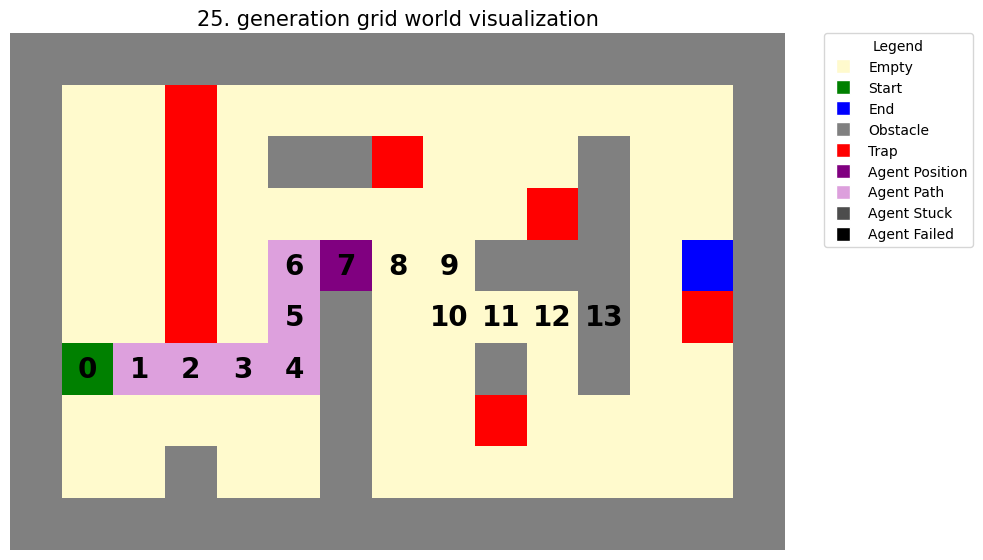 25. generation grid world visualization
Legend
Empty
Start
End
Obstacle
Trap
Agent Position
Agent Path
Agent Stuck
Agent Failed
6 7 8 9
5 10 11 12 13
0 1 2 3 4